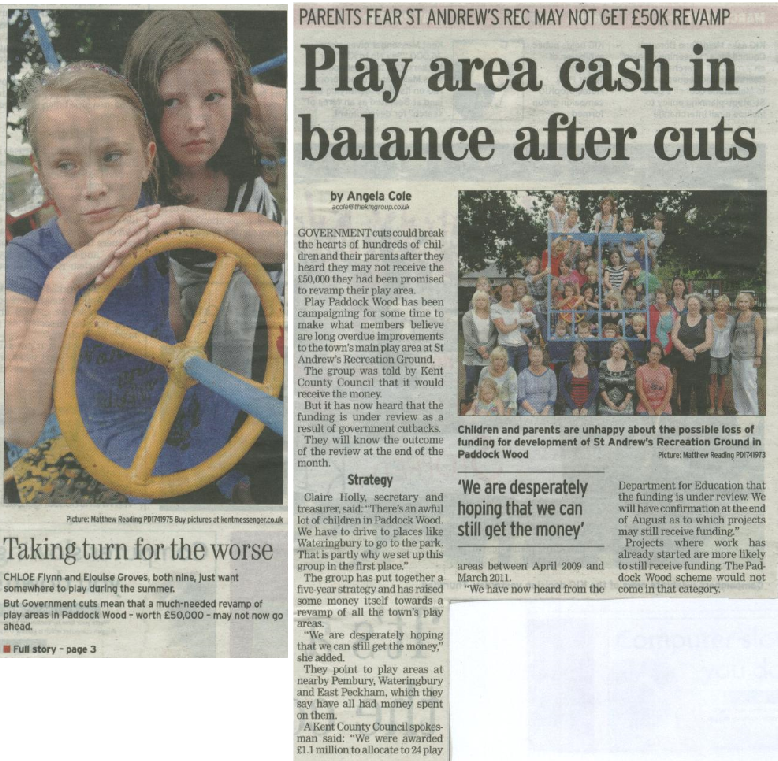 Picture: Matthew Reading PD1741975 Buy pictures at kentmessenger.co.uk
Taking turn for the worse
CHLOE Flynn and Elouise Groves, both nine, just want
somewhere to play during the summer.
But Government cuts mean that a much-needed revamp of
play areas in Paddock Wood – worth £50,000 – may not now go
ahead.
Full story - page 3
PARENTS FEAR ST ANDREW'S REC MAY NOT GET £50K REVAMP
Play area cash in
balance after cuts
by Angela Cole
acole@thekmgroup.co.uk
GOVERNMENT cuts could break
the hearts of hundreds of chil-
dren and their parents after they
heard they may not receive the
£50,000 they had been promised
to revamp their play area.
Play Paddock Wood has been
campaigning for some time to
make what members believe
are long overdue improvements
to the town's main play area at St
Andrew's Recreation Ground.
The group was told by Kent
County Council that it would
receive the money.
But it has now heard that the
funding is under review as a
result of government cutbacks.
They will know the outcome
of the review at the end of the
month.
Strategy
Claire Holly, secretary and
treasurer, said: "There's an awful
lot of children in Paddock Wood.
We have to drive to places like
Wateringbury to go to the park.
That is partly why we set up this
group in the first place."
The group has put together a
five-year strategy and has raised
some money itself towards a
revamp of all the town's play
areas.
"We are desperately hoping
that we can still get the money,"
she added.
They point to play areas at
nearby Pembury, Wateringbury
and East Peckham, which they
say have all had money spent
on them.
A Kent County Council spokes-
man said: "We were awarded
£1.1 million to allocate to 24 play
Children and parents are unhappy about the possible loss of
funding for development of St Andrew's Recreation Ground in
Paddock Wood
Picture: Matthew Reading PD1741973
'We are desperately
hoping that we can
still get the money'
areas between April 2009 and
March 2011.
"We have now heard from the
Department for Education that
the funding is under review. We
will have confirmation at the end
of August as to which projects
may still receive funding."
Projects where work has
already started are more likely
to still receive funding. The Pad-
dock Wood scheme would not
come in that category.